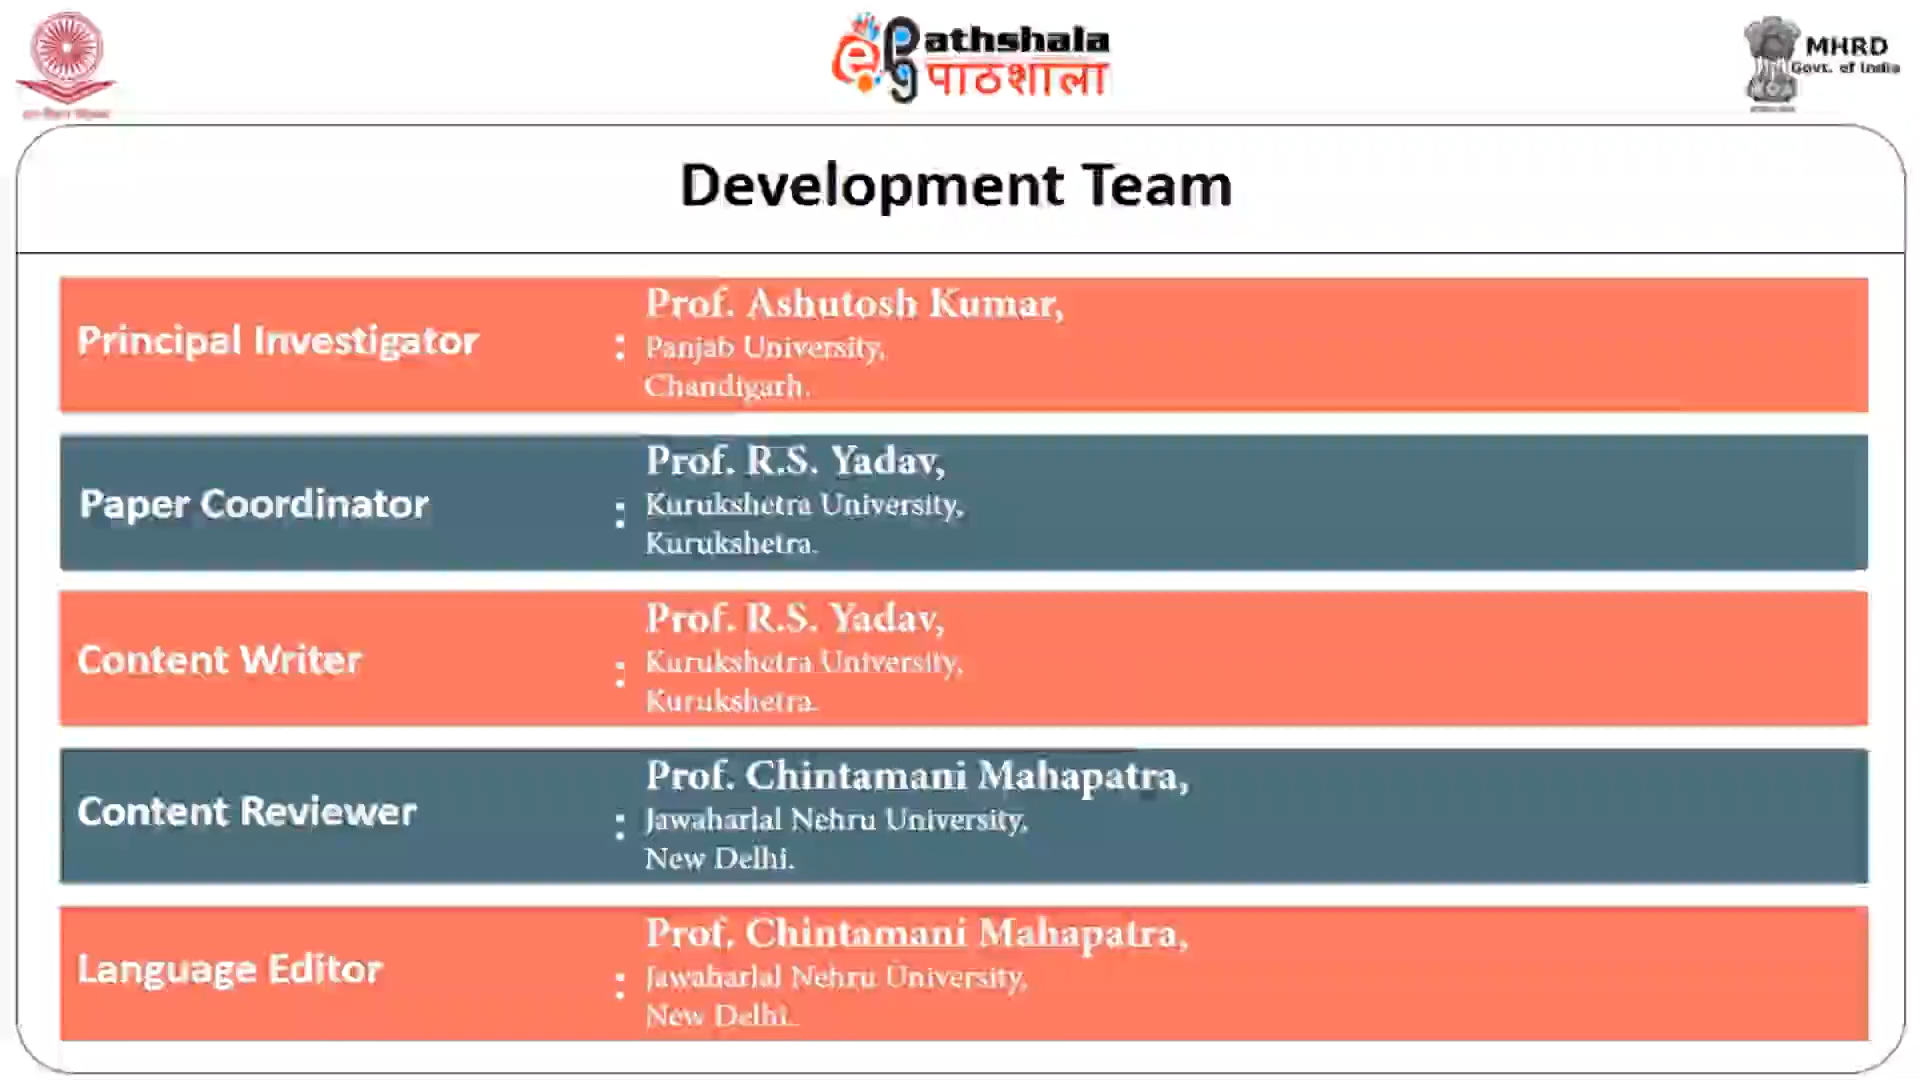 ePathshala
पाठशाला
MHRD
Govt. of India
Development Team
Principal Investigator
:
Prof. Ashutosh Kumar,
Panjab University,
Chandigarh.
Paper Coordinator
:
Prof. R.S. Yadav,
Kurukshetra University,
Kurukshetra.
Content Writer
:
Prof. R.S. Yadav,
Kurukshetra University,
Kurukshetra.
Content Reviewer
:
Prof. Chintamani Mahapatra,
Jawaharlal Nehru University,
New Delhi.
Language Editor
:
Prof. Chintamani Mahapatra,
Jawaharlal Nehru University,
New Delhi.